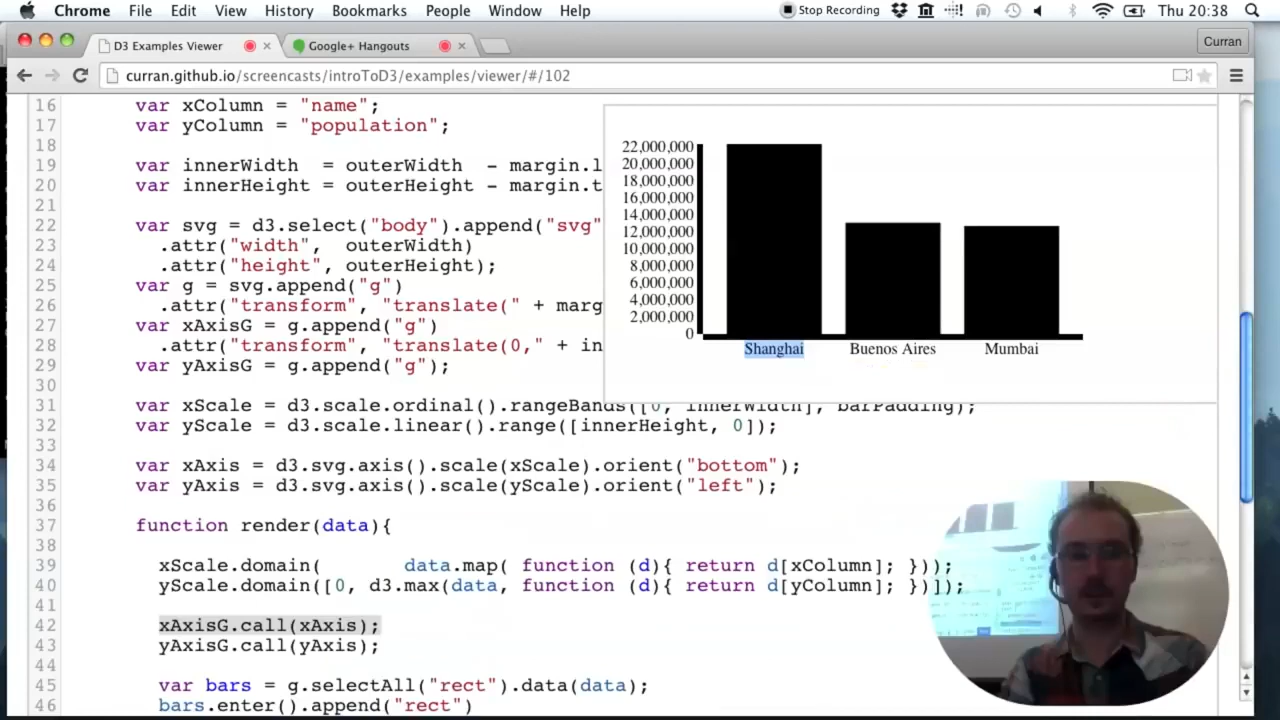 Chrome File Edit View History Bookmarks People Window Help Stop Recording Thu 20:38
D3 Examples Viewer Google+ Hangouts Curran
curran.github.io/screencasts/introToD3/examples/viewer/#/102
16 var xColumn = "name";
17 var yColumn = "population";
18
19 var innerWidth  = outerWidth  - margin.l
20 var innerHeight = outerHeight - margin.t
21
22 var svg = d3.select("body").append("svg"
23 .attr("width",  outerWidth)
24 .attr("height", outerHeight);
25 var g = svg.append("g")
26 .attr("transform", "translate(" + marg
27 var xAxisG = g.append("g")
28 .attr("transform", "translate(0," + in
29 var yAxisG = g.append("g");
30
31 var xScale = d3.scale.ordinal().rangeBands([0, innerWidth], barPadding);
32 var yScale = d3.scale.linear().range([innerHeight, 0]);
33
34 var xAxis = d3.svg.axis().scale(xScale).orient("bottom");
35 var yAxis = d3.svg.axis().scale(yScale).orient("left");
36
37 function render(data){
38
39 xScale.domain(       data.map( function (d){ return d[xColumn]; }));
40 yScale.domain([0, d3.max(data, function (d){ return d[yColumn]; })]);
41
42 xAxisG.call(xAxis);
43 yAxisG.call(yAxis);
44
45 var bars = g.selectAll("rect").data(data);
46 bars.enter().append("rect")
22,000,000
20,000,000
18,000,000
16,000,000
14,000,000
12,000,000
10,000,000
8,000,000
6,000,000
4,000,000
2,000,000
0
Shanghai Buenos Aires Mumbai